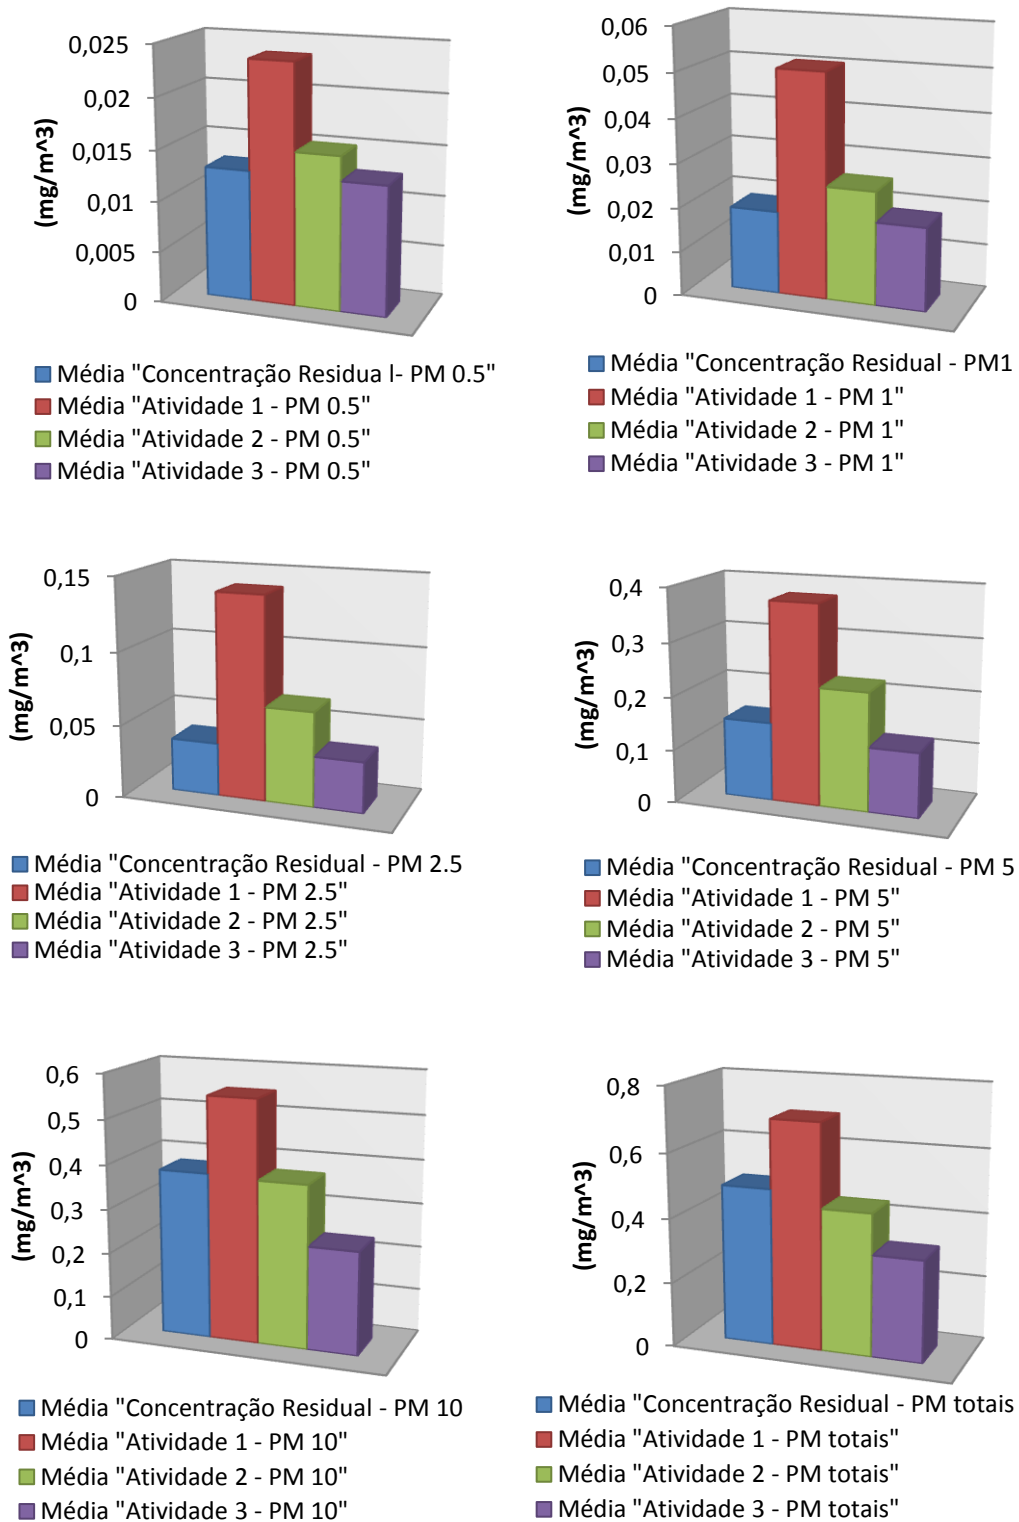 0,025
0,02
0,015
0,01
0,005
0
(mg/m^3)
Média "Concentração Residua l- PM 0.5"
Média "Atividade 1 - PM 0.5"
Média "Atividade 2 - PM 0.5"
Média "Atividade 3 - PM 0.5"
0,06
0,05
0,04
0,03
0,02
0,01
0
(mg/m^3)
Média "Concentração Residual - PM1
Média "Atividade 1 - PM 1"
Média "Atividade 2 - PM 1"
Média "Atividade 3 - PM 1"
0,15
0,1
0,05
0
(mg/m^3)
Média "Concentração Residual - PM 2.5
Média "Atividade 1 - PM 2.5"
Média "Atividade 2 - PM 2.5"
Média "Atividade 3 - PM 2.5"
0,4
0,3
0,2
0,1
0
(mg/m^3)
Média "Concentração Residual - PM 5
Média "Atividade 1 - PM 5"
Média "Atividade 2 - PM 5"
Média "Atividade 3 - PM 5"
0,6
0,5
0,4
0,3
0,2
0,1
0
(mg/m^3)
Média "Concentração Residual - PM 10
Média "Atividade 1 - PM 10"
Média "Atividade 2 - PM 10"
Média "Atividade 3 - PM 10"
0,8
0,6
0,4
0,2
0
(mg/m^3)
Média "Concentração Residual - PM totais
Média "Atividade 1 - PM totais"
Média "Atividade 2 - PM totais"
Média "Atividade 3 - PM totais"